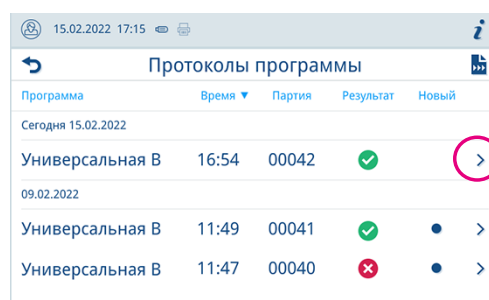 15.02.2022 17:15
Протоколы программы
Программа Время ▼ Партия Результат Новый
Сегодня 15.02.2022
Универсальная B 16:54 00042
09.02.2022
Универсальная B 11:49 00041
Универсальная B 11:47 00040